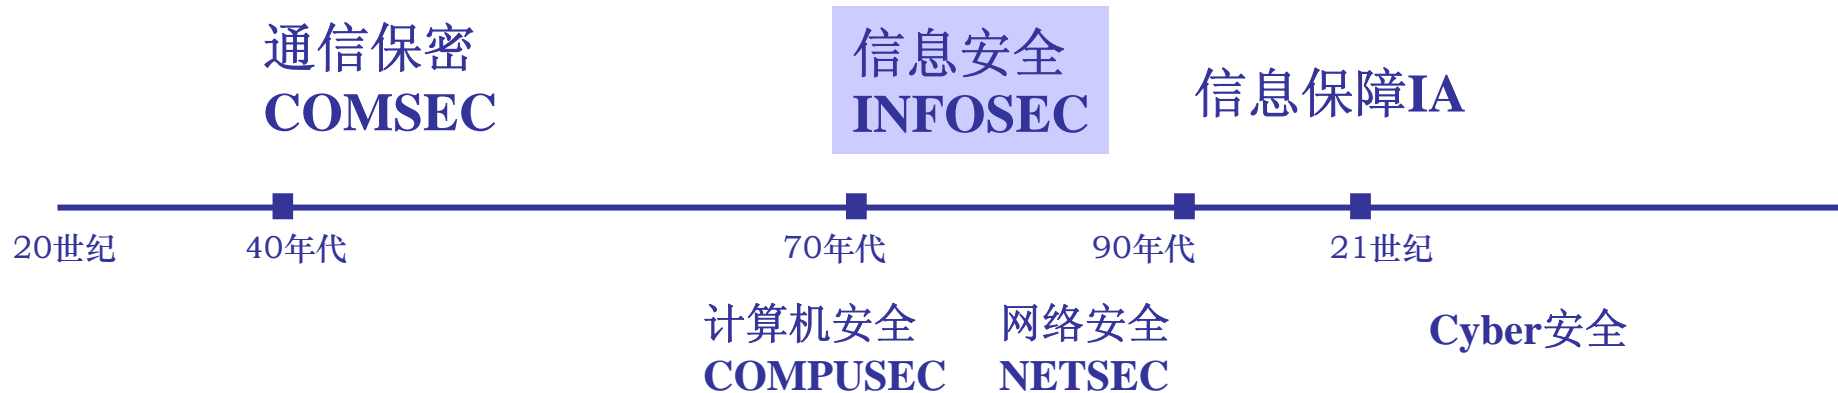 通信保密
COMSEC
信息安全
INFOSEC
信息保障IA
20世纪
40年代
70年代
90年代
21世纪
计算机安全
COMPUSEC
网络安全
NETSEC
Cyber安全